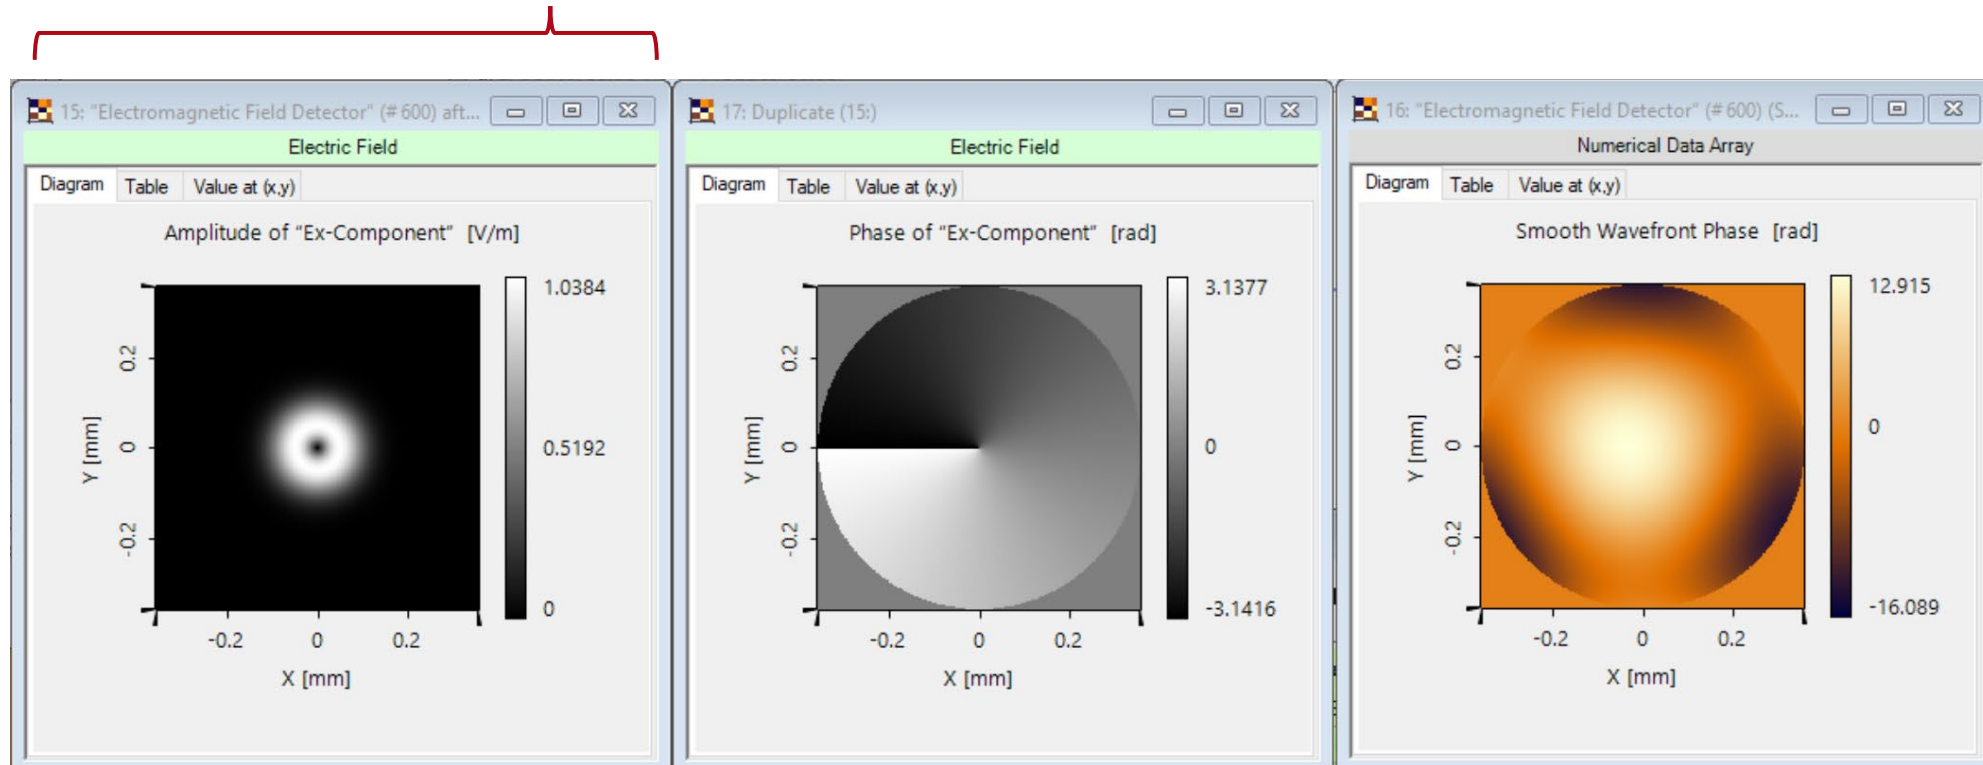 15: "Electromagnetic Field Detector" (# 600) aft...
Electric Field
Diagram Table Value at (x,y)
Amplitude of "Ex-Component" [V/m]
1.0384
0.5192
0
Y [mm]
0.2
0
-0.2
-0.2 0 0.2
X [mm]
17: Duplicate (15:)
Electric Field
Diagram Table Value at (x,y)
Phase of "Ex-Component" [rad]
3.1377
0
-3.1416
Y [mm]
0.2
0
-0.2
-0.2 0 0.2
X [mm]
16: "Electromagnetic Field Detector" (# 600) (S...
Numerical Data Array
Diagram Table Value at (x,y)
Smooth Wavefront Phase [rad]
12.915
0
-16.089
Y [mm]
0.2
0
-0.2
-0.2 0 0.2
X [mm]